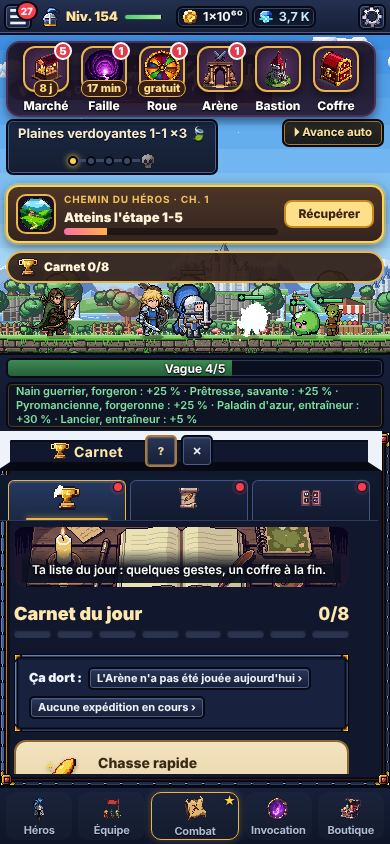 27
Niv. 154
1×10⁶⁰
3,7 K
5
1
1
1
8 j
17 min
gratuit
Marché
Faille
Roue
Arène
Bastion
Coffre
Plaines verdoyantes 1-1 ×3
Avance auto
CHEMIN DU HÉROS · CH. 1
Atteins l'étape 1-5
Récupérer
Carnet 0/8
Vague 4/5
Nain guerrier, forgeron : +25 % · Prêtresse, savante : +25 % ·
Pyromancienne, forgeronne : +25 % · Paladin d'azur, entraîneur :
+30 % · Lancier, entraîneur : +5 %
Carnet
?
×
Ta liste du jour : quelques gestes, un coffre à la fin.
Carnet du jour
0/8
Ça dort :
L'Arène n'a pas été jouée aujourd'hui ›
Aucune expédition en cours ›
Chasse rapide
Héros
Équipe
Combat
Invocation
Boutique